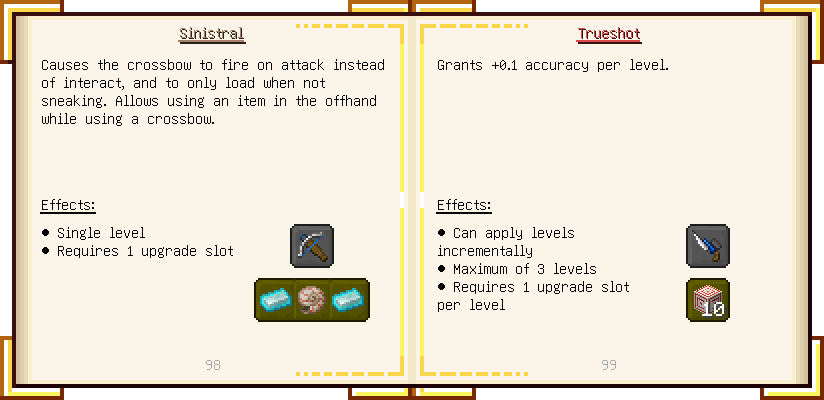 Sinistral
Causes the crossbow to fire on attack instead
of interact, and to only load when not
sneaking. Allows using an item in the offhand
while using a crossbow.
Effects:
● Single level
● Requires 1 upgrade slot
98
Trueshot
Grants +0.1 accuracy per level.
Effects:
● Can apply levels
incrementally
● Maximum of 3 levels
● Requires 1 upgrade slot
per level
10
99